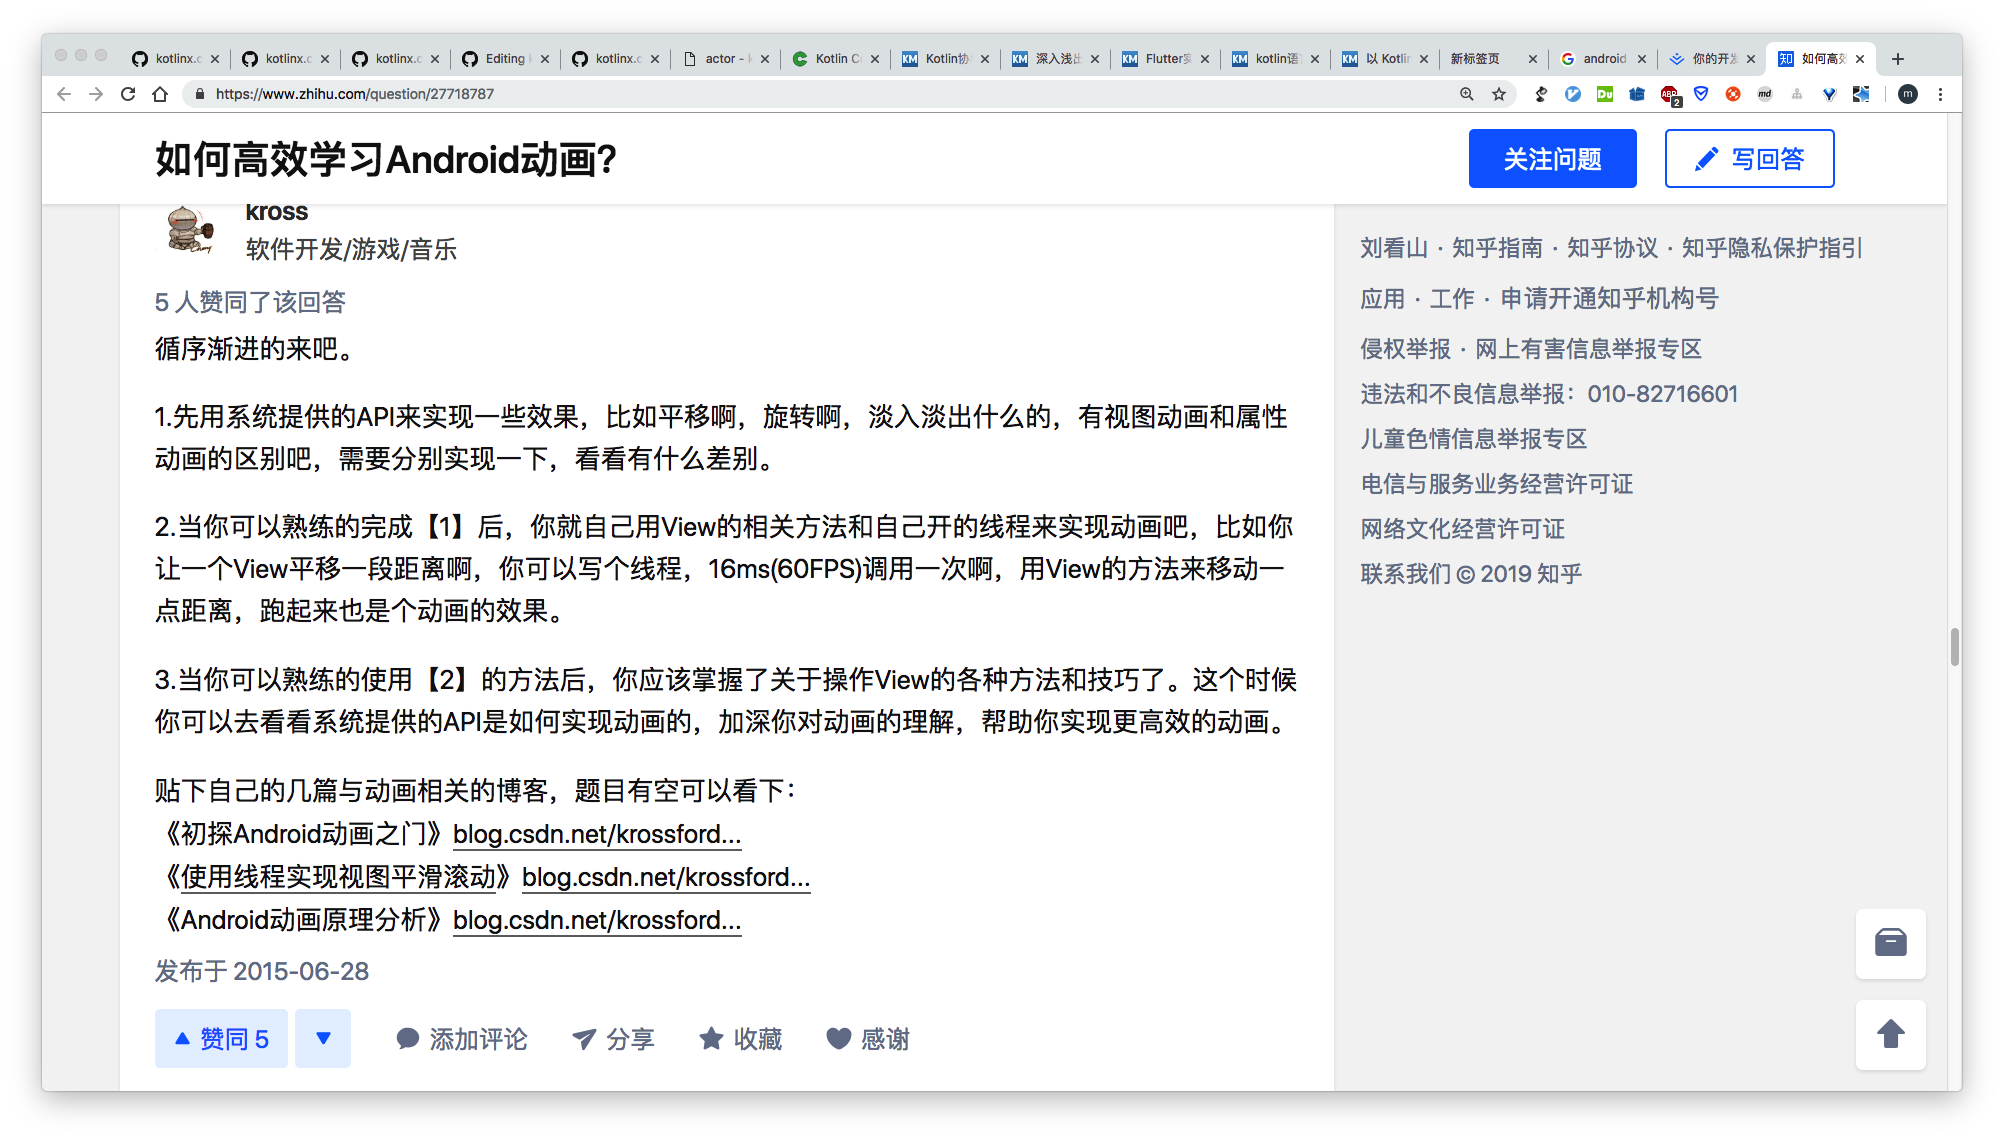 kotlinx.c
kotlinx.c
kotlinx.c
Editing
kotlinx.c
actor -
Kotlin C
Kotlin协
深入浅出
Flutter实
kotlin语
以 Kotlin
新标签页
android
你的开发
如何高效
https://www.zhihu.com/question/27718787
如何高效学习Android动画?
关注问题
写回答
kross
软件开发/游戏/音乐
5 人赞同了该回答
循序渐进的来吧。
1.先用系统提供的API来实现一些效果，比如平移啊，旋转啊，淡入淡出什么的，有视图动画和属性
动画的区别吧，需要分别实现一下，看看有什么差别。
2.当你可以熟练的完成【1】后，你就自己用View的相关方法和自己开的线程来实现动画吧，比如你
让一个View平移一段距离啊，你可以写个线程，16ms(60FPS)调用一次啊，用View的方法来移动一
点距离，跑起来也是个动画的效果。
3.当你可以熟练的使用【2】的方法后，你应该掌握了关于操作View的各种方法和技巧了。这个时候
你可以去看看系统提供的API是如何实现动画的，加深你对动画的理解，帮助你实现更高效的动画。
贴下自己的几篇与动画相关的博客，题目有空可以看下：
《初探Android动画之门》blog.csdn.net/krossford...
《使用线程实现视图平滑滚动》blog.csdn.net/krossford...
《Android动画原理分析》blog.csdn.net/krossford...
发布于 2015-06-28
赞同 5
添加评论
分享
收藏
感谢
刘看山 · 知乎指南 · 知乎协议 · 知乎隐私保护指引
应用 · 工作 · 申请开通知乎机构号
侵权举报 · 网上有害信息举报专区
违法和不良信息举报：010-82716601
儿童色情信息举报专区
电信与服务业务经营许可证
网络文化经营许可证
联系我们 © 2019 知乎